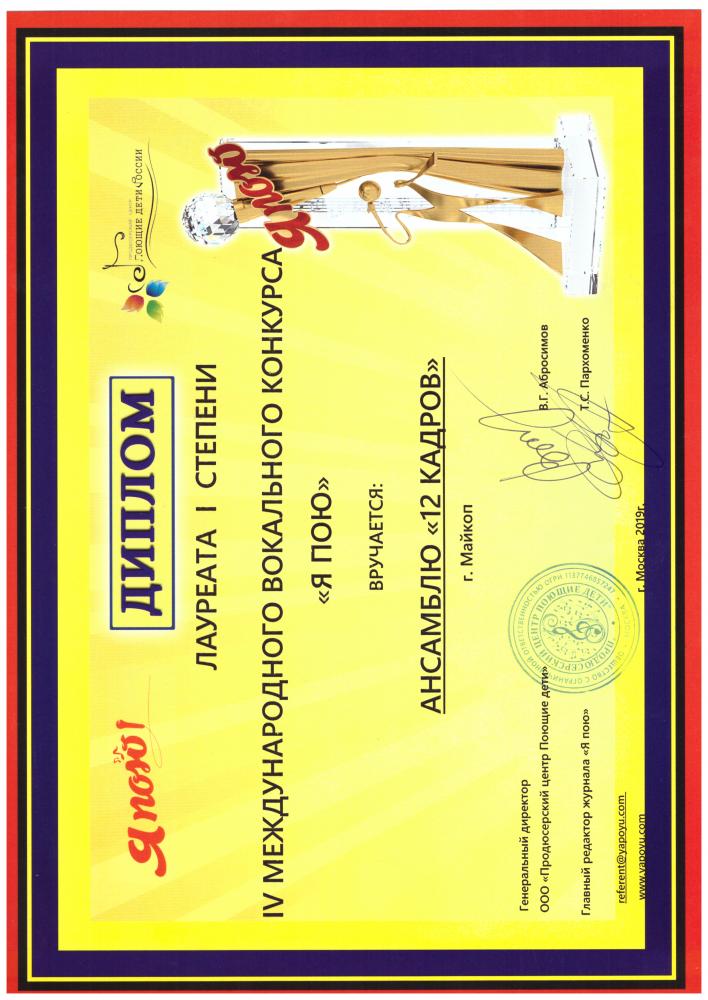 Я пою!
ПРОДЮСЕРСКИЙ ЦЕНТР
ПОЮЩИЕ ДЕТИ РОССИИ
ДИПЛОМ
ЛАУРЕАТА I СТЕПЕНИ
IV МЕЖДУНАРОДНОГО ВОКАЛЬНОГО КОНКУРСА
«Я ПОЮ»
ВРУЧАЕТСЯ:
АНСАМБЛЮ «12 КАДРОВ»
г. Майкоп
Я пою
Генеральный директор
ООО «Продюсерский центр Поющие дети»
В.Г. Абросимов
Главный редактор журнала «Я пою»
Т.С. Пархоменко
ПРОДЮСЕРСКИЙ ЦЕНТР "ПОЮЩИЕ ДЕТИ"
referent@yapoyu.com
www.yapoyu.com
г. Москва 2019г.